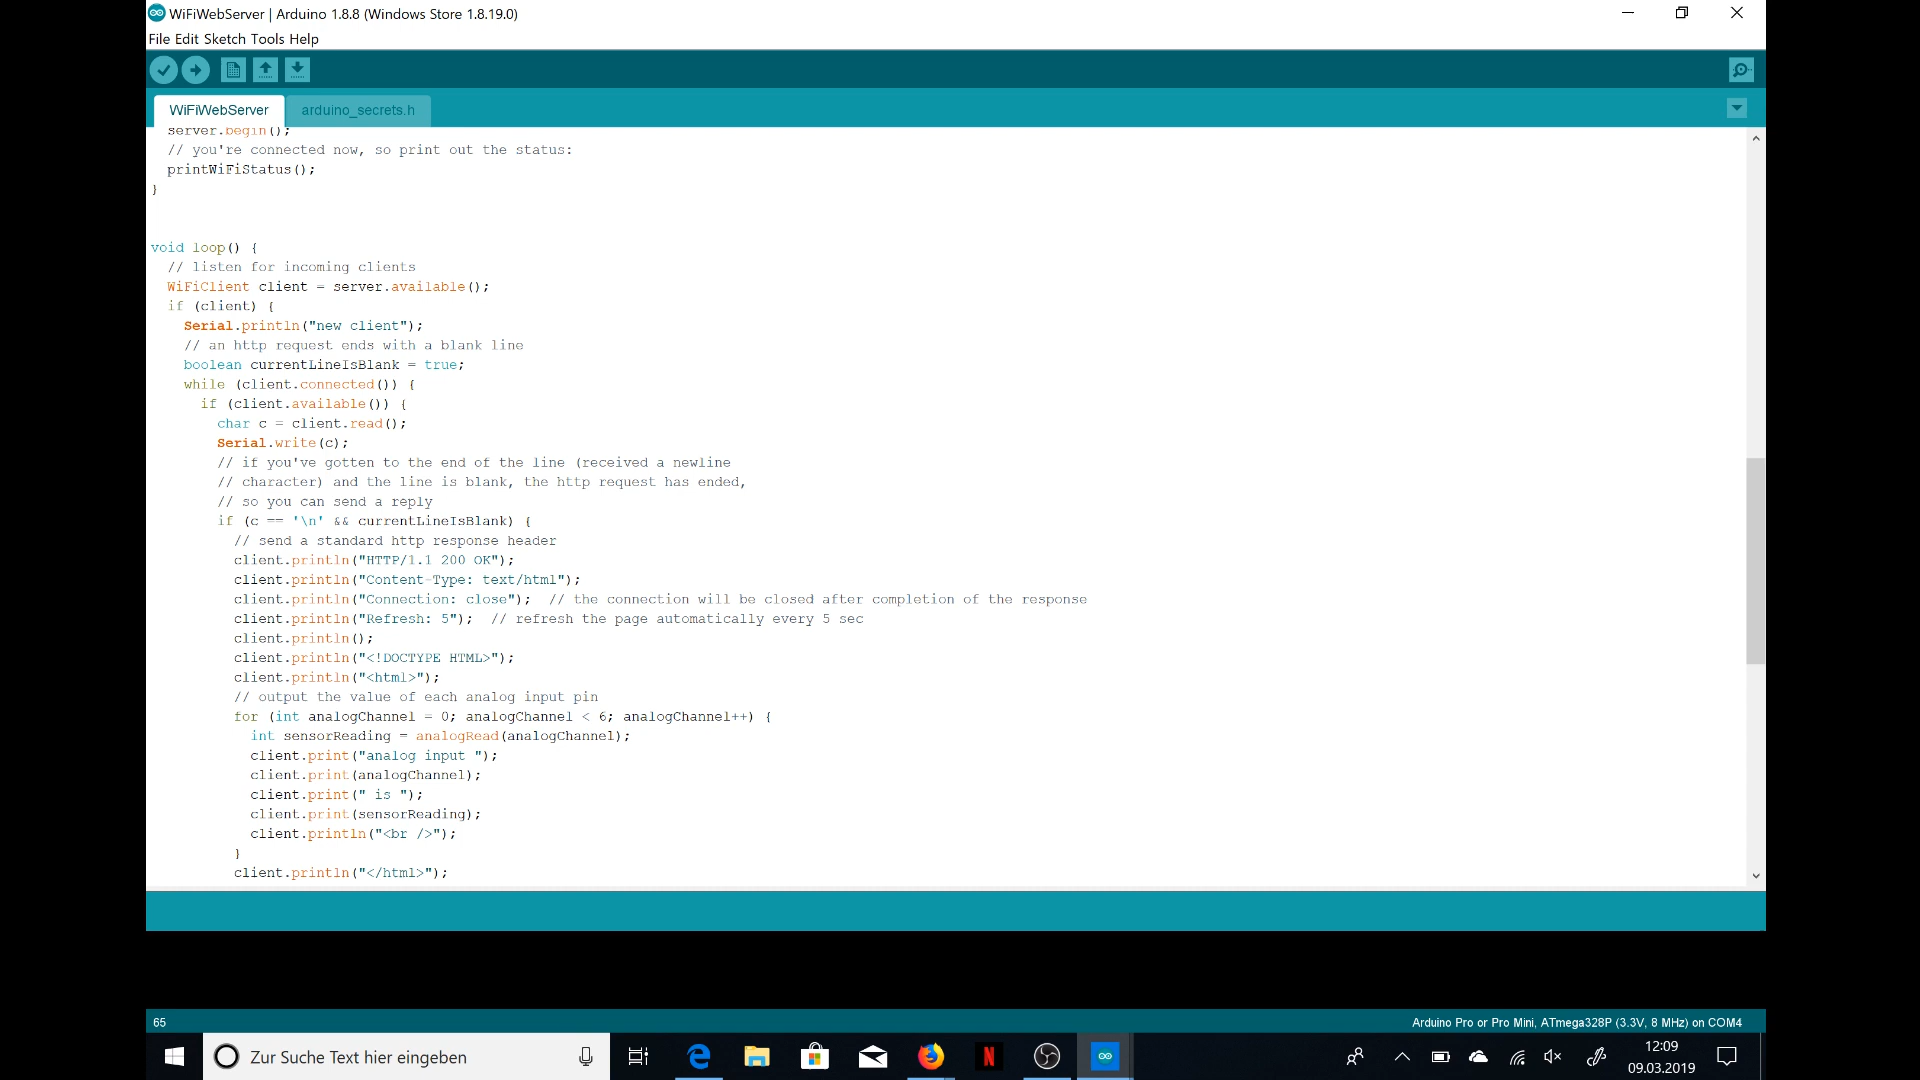 WiFiWebServer | Arduino 1.8.8 (Windows Store 1.8.19.0)
File Edit Sketch Tools Help
WiFiWebServer
arduino_secrets.h
server.begin();
// you're connected now, so print out the status:
printWiFiStatus();
}
void loop() {
// listen for incoming clients
WiFiClient client = server.available();
if (client) {
Serial.println("new client");
// an http request ends with a blank line
boolean currentLineIsBlank = true;
while (client.connected()) {
if (client.available()) {
char c = client.read();
Serial.write(c);
// if you've gotten to the end of the line (received a newline
// character) and the line is blank, the http request has ended,
// so you can send a reply
if (c == '\n' && currentLineIsBlank) {
// send a standard http response header
client.println("HTTP/1.1 200 OK");
client.println("Content-Type: text/html");
client.println("Connection: close");  // the connection will be closed after completion of the response
client.println("Refresh: 5");  // refresh the page automatically every 5 sec
client.println();
client.println("<!DOCTYPE HTML>");
client.println("<html>");
// output the value of each analog input pin
for (int analogChannel = 0; analogChannel < 6; analogChannel++) {
int sensorReading = analogRead(analogChannel);
client.print("analog input ");
client.print(analogChannel);
client.print(" is ");
client.print(sensorReading);
client.println("<br />");
}
client.println("</html>");
65
Arduino Pro or Pro Mini, ATmega328P (3.3V, 8 MHz) on COM4
Zur Suche Text hier eingeben
12:09
09.03.2019